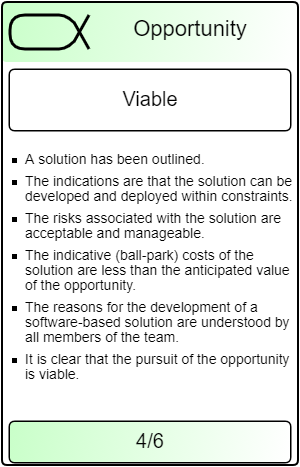 Opportunity
Viable
▪ A solution has been outlined.
▪ The indications are that the solution can be
developed and deployed within constraints.
▪ The risks associated with the solution are
acceptable and manageable.
▪ The indicative (ball-park) costs of the
solution are less than the anticipated value
of the opportunity.
▪ The reasons for the development of a
software-based solution are understood by
all members of the team.
▪ It is clear that the pursuit of the opportunity
is viable.
4/6